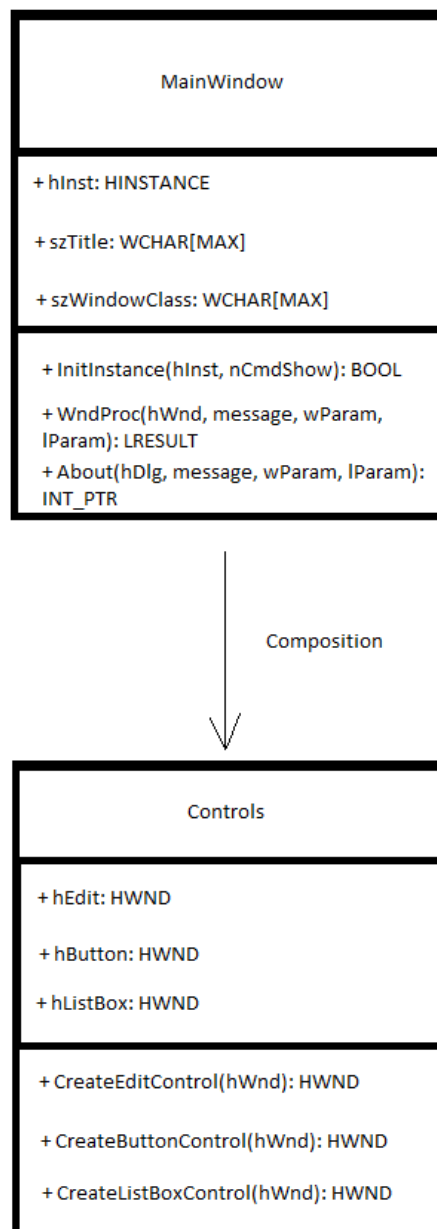 MainWindow
+ hInst: HINSTANCE
+ szTitle: WCHAR[MAX]
+ szWindowClass: WCHAR[MAX]
+ InitInstance(hInst, nCmdShow): BOOL
+ WndProc(hWnd, message, wParam,
lParam): LRESULT
+ About(hDlg, message, wParam, lParam):
INT_PTR
Composition
Controls
+ hEdit: HWND
+ hButton: HWND
+ hListBox: HWND
+ CreateEditControl(hWnd): HWND
+ CreateButtonControl(hWnd): HWND
+ CreateListBoxControl(hWnd): HWND